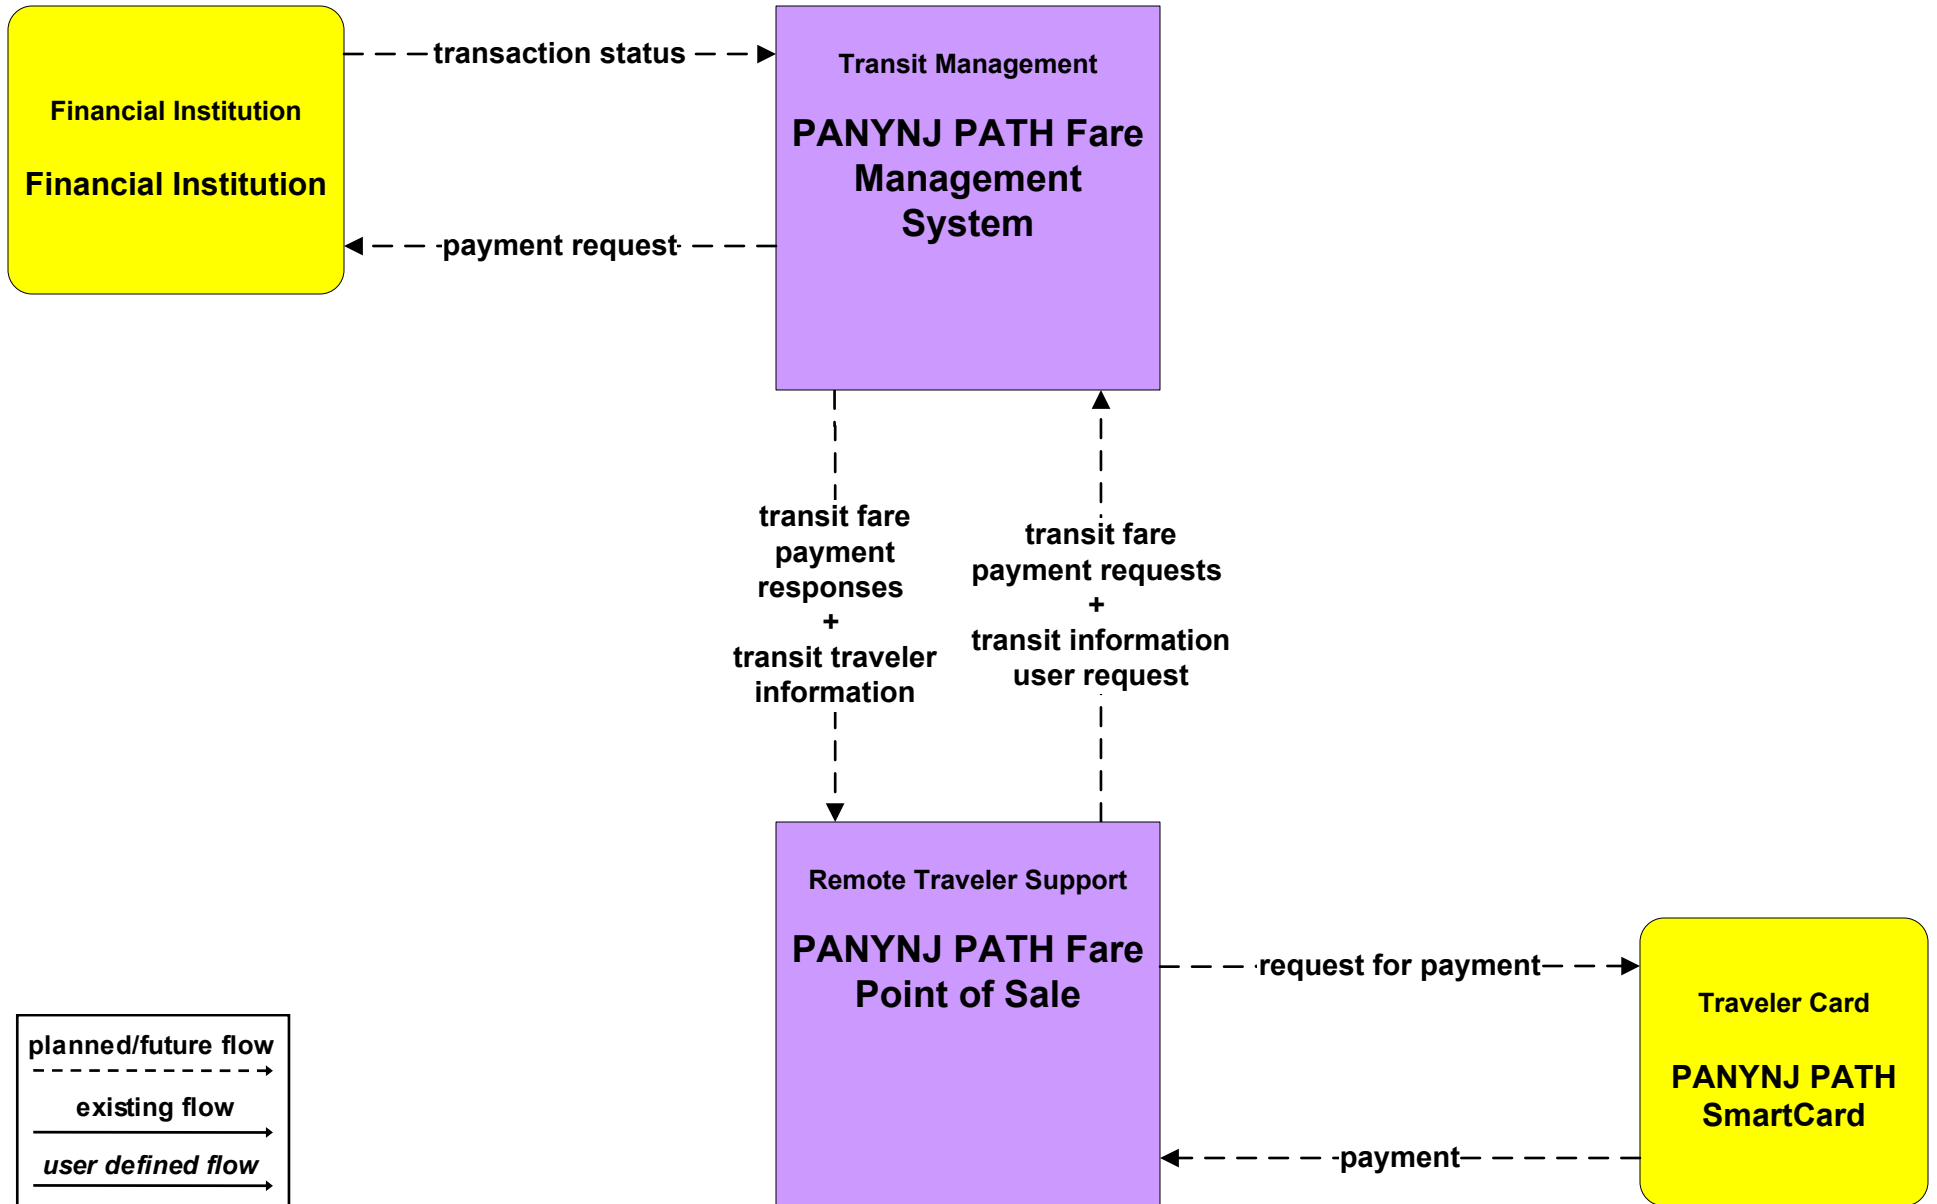 Financial Institution
Financial Institution
transaction status
payment request
Transit Management
PANYNJ PATH Fare
Management
System
transit fare
payment
responses
+
transit traveler
information
transit fare
payment requests
+
transit information
user request
Remote Traveler Support
PANYNJ PATH Fare
Point of Sale
request for payment
payment
Traveler Card
PANYNJ PATH
SmartCard
planned/future flow
existing flow
user defined flow